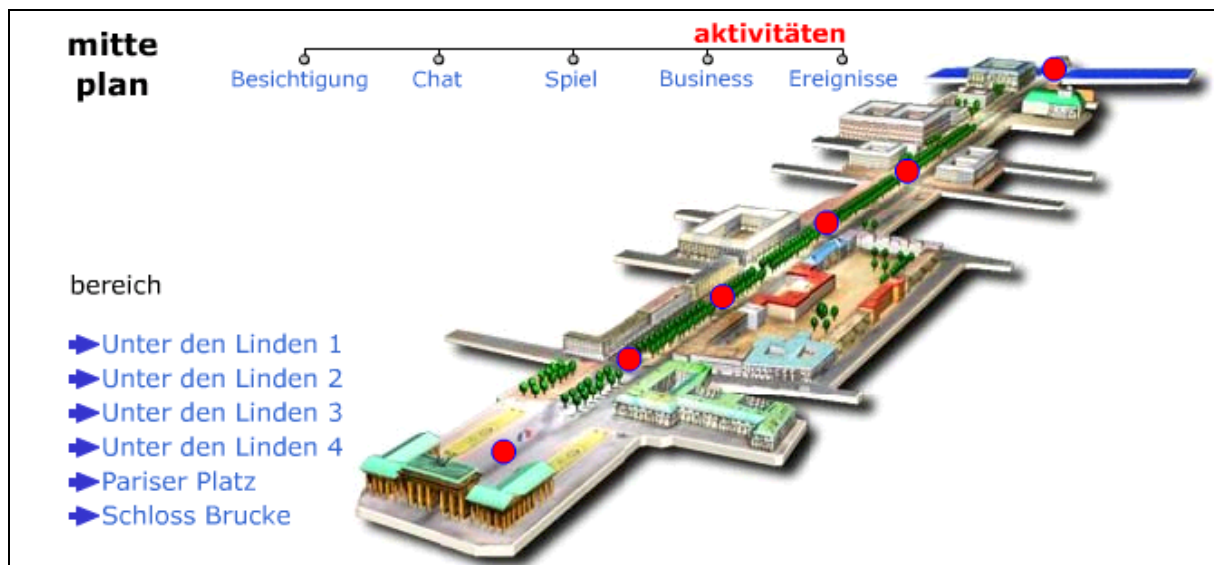 mitte
plan
aktivitäten
Besichtigung Chat Spiel Business Ereignisse
bereich
Unter den Linden 1
Unter den Linden 2
Unter den Linden 3
Unter den Linden 4
Pariser Platz
Schloss Brucke